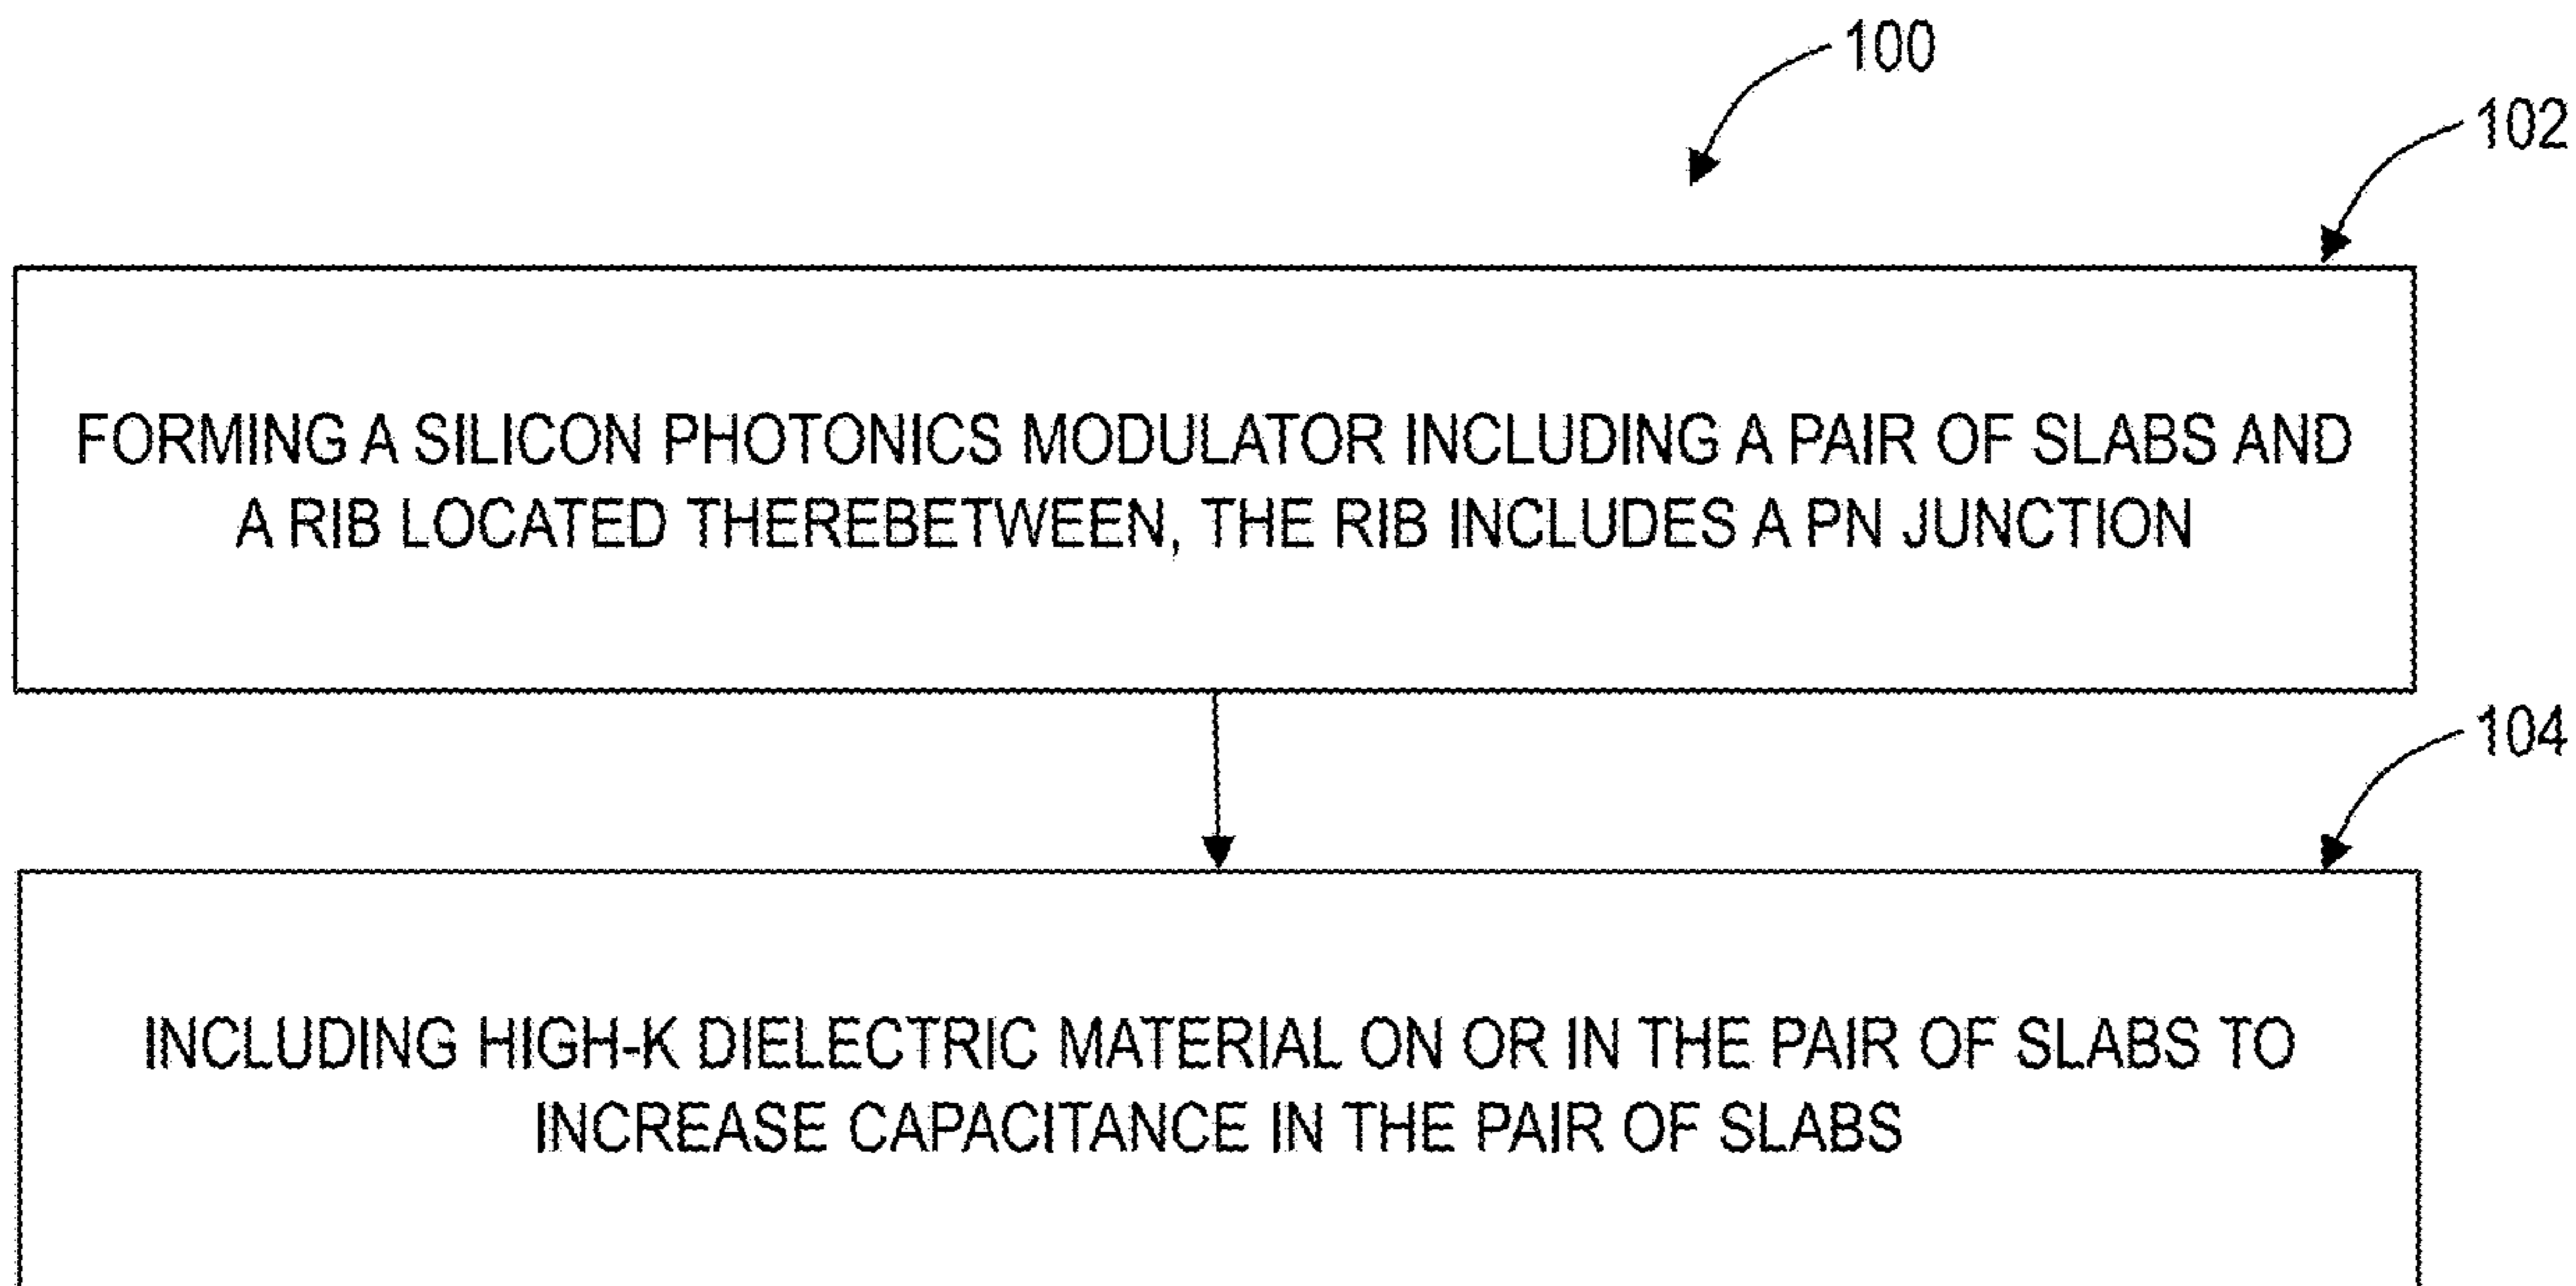 100
102
FORMING A SILICON PHOTONICS MODULATOR INCLUDING A PAIR OF SLABS AND
A RIB LOCATED THEREBETWEEN, THE RIB INCLUDES A PN JUNCTION
104
INCLUDING HIGH-K DIELECTRIC MATERIAL ON OR IN THE PAIR OF SLABS TO
INCREASE CAPACITANCE IN THE PAIR OF SLABS